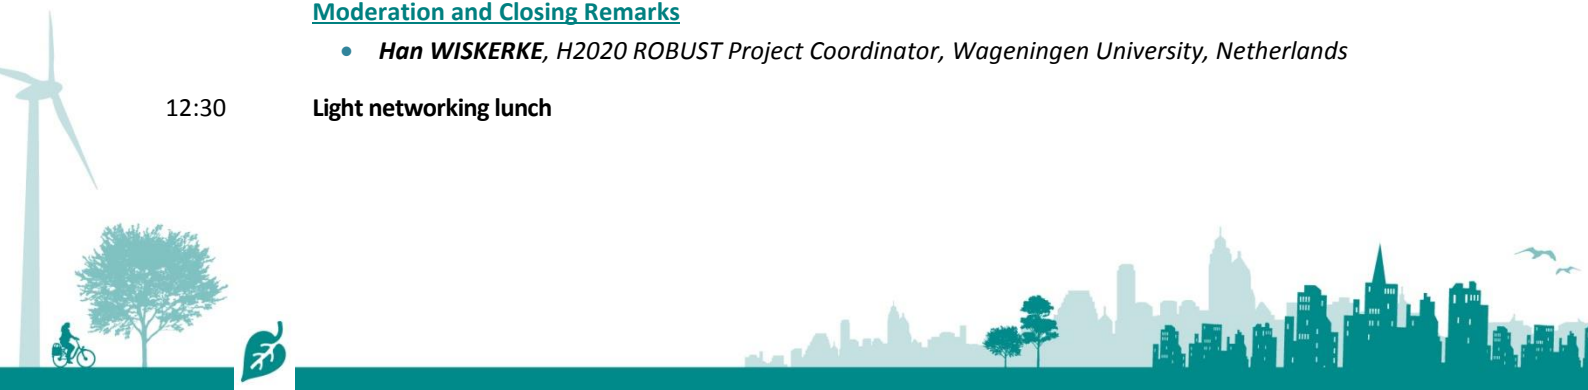 Moderation and Closing Remarks
• Han WISKERKE, H2020 ROBUST Project Coordinator, Wageningen University, Netherlands
12:30 Light networking lunch